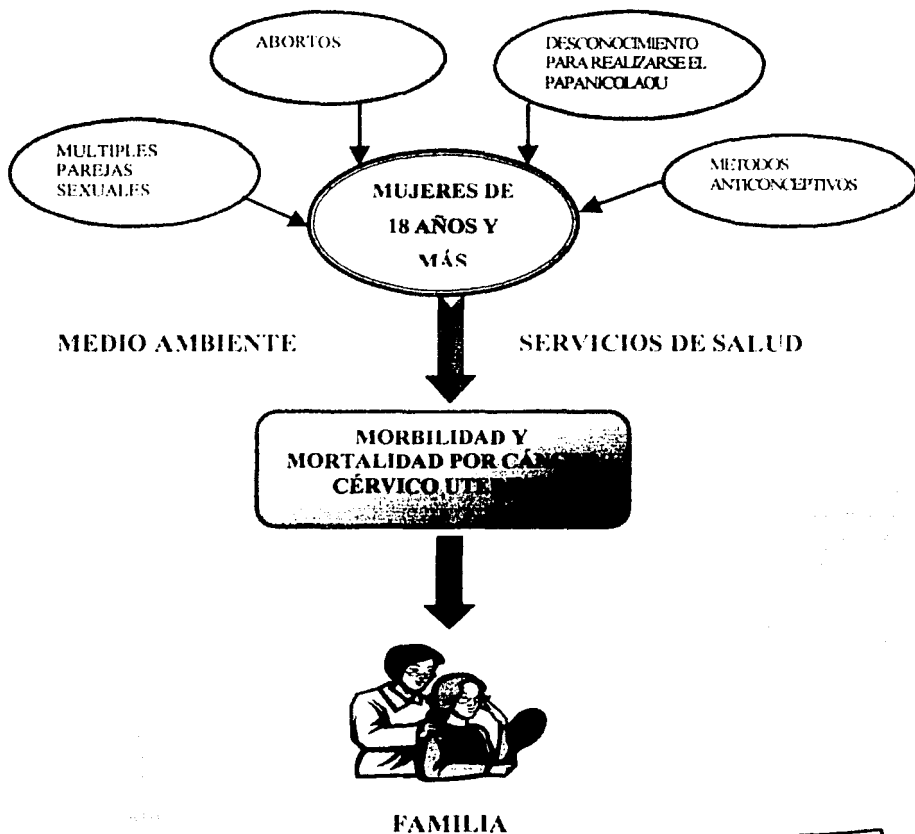 ABORTOS
DESCONOCIMIENTO
PARA REALIZARSE EL
PAPANICOLAOU
MULTIPLES
PAREJAS
SEXUALES
METODOS
ANTICONCEPTIVOS
MUJERES DE
18 AÑOS Y
MÁS
MEDIO AMBIENTE
SERVICIOS DE SALUD
MORBILIDAD Y
MORTALIDAD POR
CÉRVICO
FAMILIA